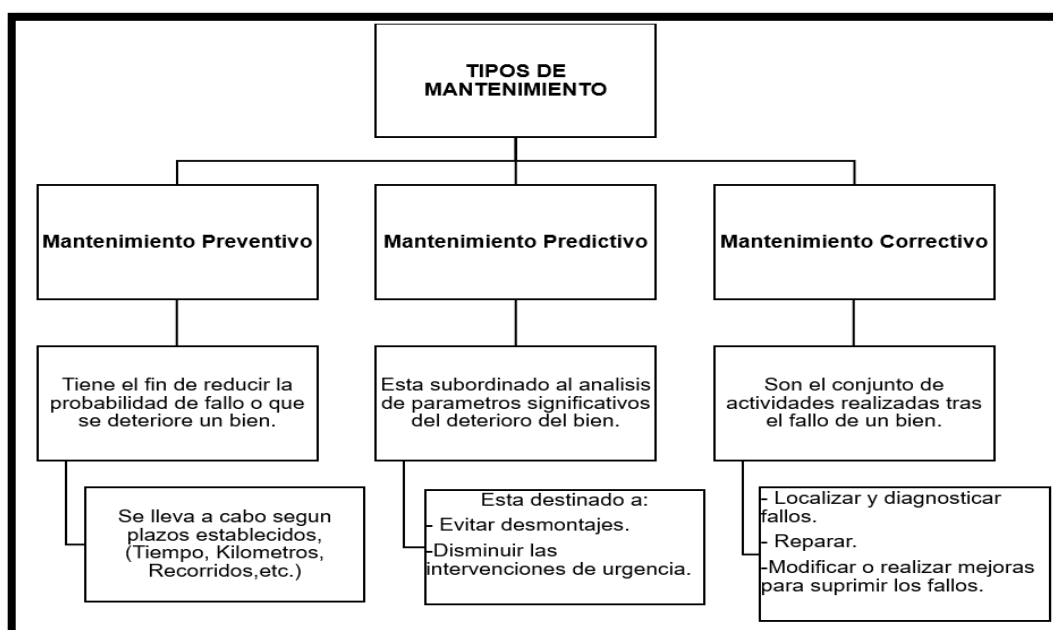 TIPOS DE
MANTENIMIENTO
Mantenimiento Preventivo
Mantenimiento Predictivo
Mantenimiento Correctivo
Tiene el fin de reducir la
probabilidad de fallo o que
se deteriore un bien.
Esta subordinado al analisis
de parametros significativos
del deterioro del bien.
Son el conjunto de
actividades realizadas tras
el fallo de un bien.
Se lleva a cabo segun
plazos establecidos,
(Tiempo, Kilometros,
Recorridos,etc.)
Esta destinado a:
- Evitar desmontajes.
-Disminuir las
intervenciones de urgencia.
- Localizar y diagnosticar
fallos.
- Reparar.
-Modificar o realizar mejoras
para suprimir los fallos.